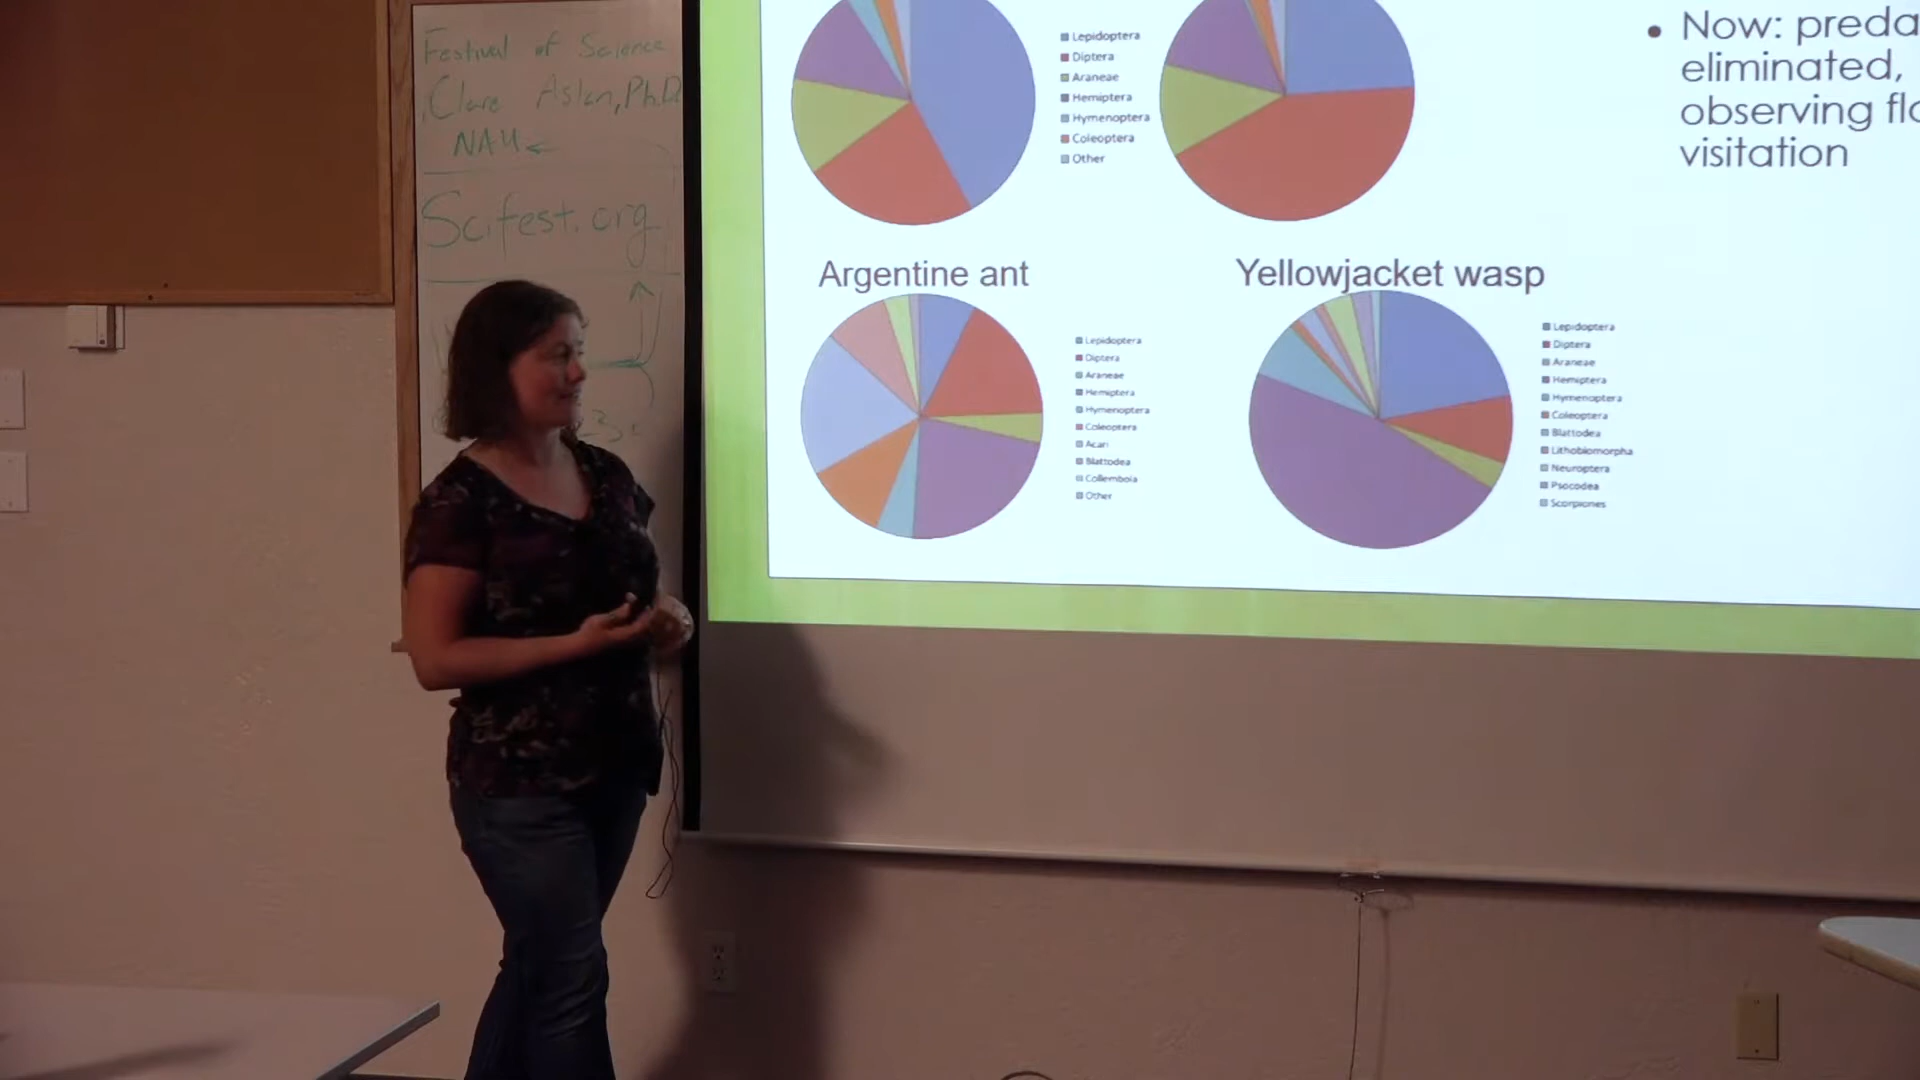 Festival of Science
Clare Aslan, Ph.D.
NAU
Scifest.org
Lepidoptera
Diptera
Araneae
Hemiptera
Hymenoptera
Coleoptera
Other
• Now: preda
eliminated,
observing flo
visitation
Argentine ant
Lepidoptera
Diptera
Araneae
Hemiptera
Hymenoptera
Coleoptera
Acari
Blattodea
Collembola
Other
Yellowjacket wasp
Lepidoptera
Diptera
Araneae
Hemiptera
Hymenoptera
Coleoptera
Blattodea
Lithobiomorpha
Neuroptera
Psocodea
Scorpiones